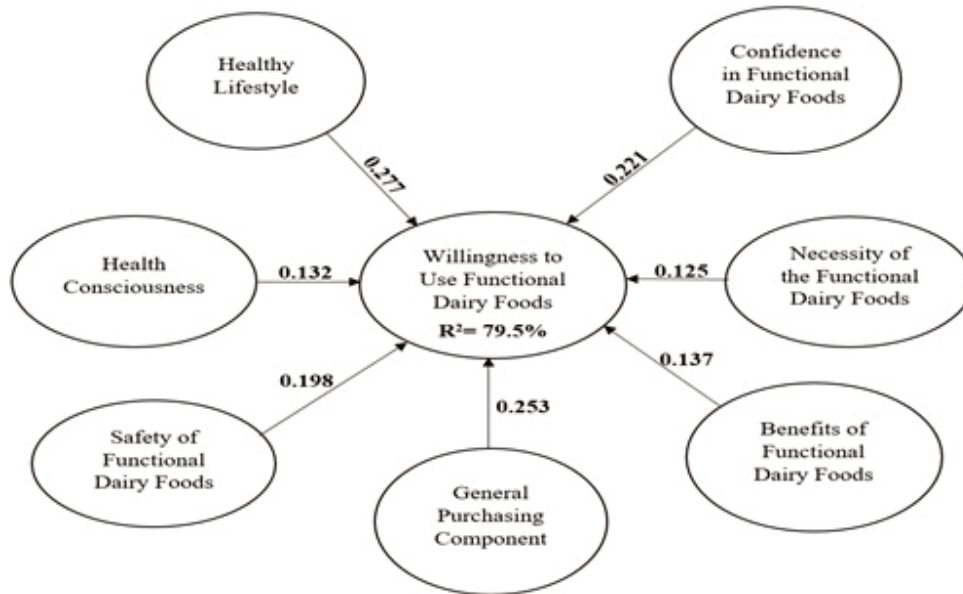 Healthy
Lifestyle
Confidence
in Functional
Dairy Foods
0.277
0.221
Health
Consciousness
0.132
Willingness to
Use Functional
Dairy Foods
R²= 79.5%
0.125
Necessity of
the Functional
Dairy Foods
0.198
0.137
Safety of
Functional
Dairy Foods
0.253
General
Purchasing
Component
Benefits of
Functional
Dairy Foods